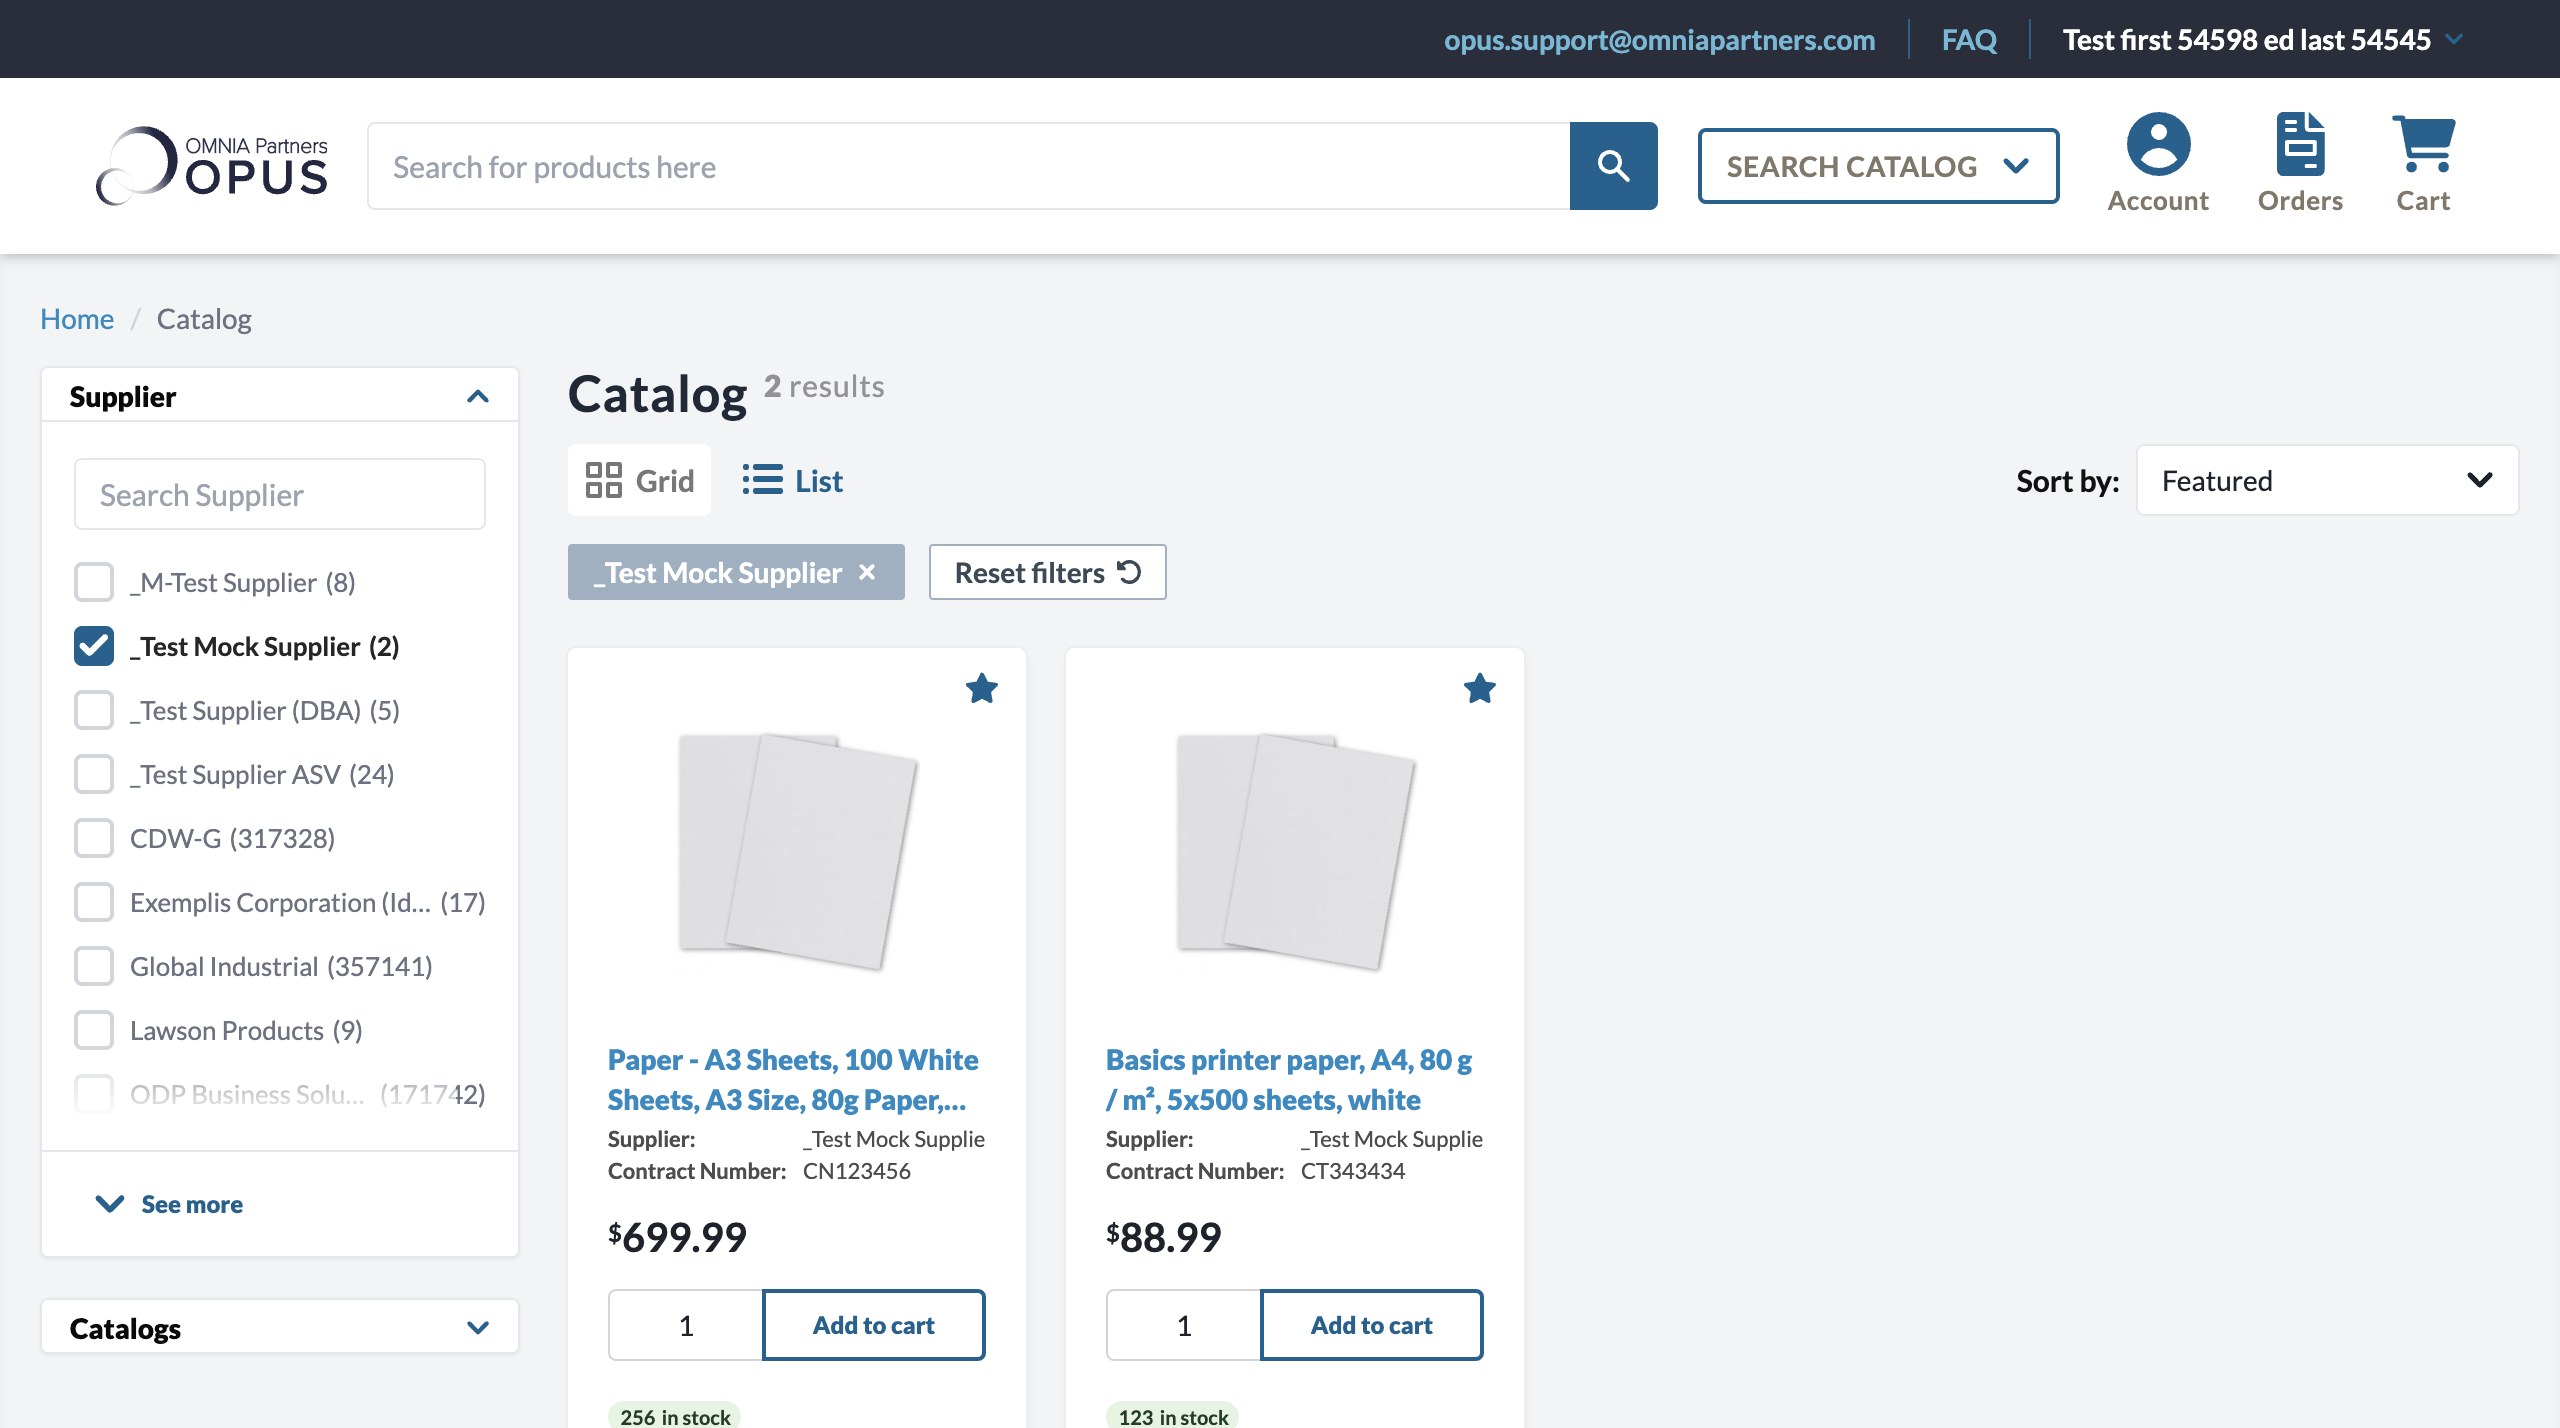 opus.support@omniapartners.com
FAQ
Test first 54598 ed last 54545
OMNIA Partners
OPUS
Search for products here
SEARCH CATALOG
Account
Orders
Cart
Home / Catalog
Supplier
Search Supplier
_M-Test Supplier (8)
_Test Mock Supplier (2)
_Test Supplier (DBA) (5)
_Test Supplier ASV (24)
CDW-G (317328)
Exemplis Corporation (Id... (17)
Global Industrial (357141)
Lawson Products (9)
ODP Business Solu... (171742)
See more
Catalogs
Catalog 2 results
Grid
List
Sort by:
Featured
_Test Mock Supplier ×
Reset filters
Paper - A3 Sheets, 100 White
Sheets, A3 Size, 80g Paper,...
Supplier: _Test Mock Supplie
Contract Number: CN123456
$699.99
1
Add to cart
256 in stock
Basics printer paper, A4, 80 g
/ m², 5x500 sheets, white
Supplier: _Test Mock Supplie
Contract Number: CT343434
$88.99
1
Add to cart
123 in stock